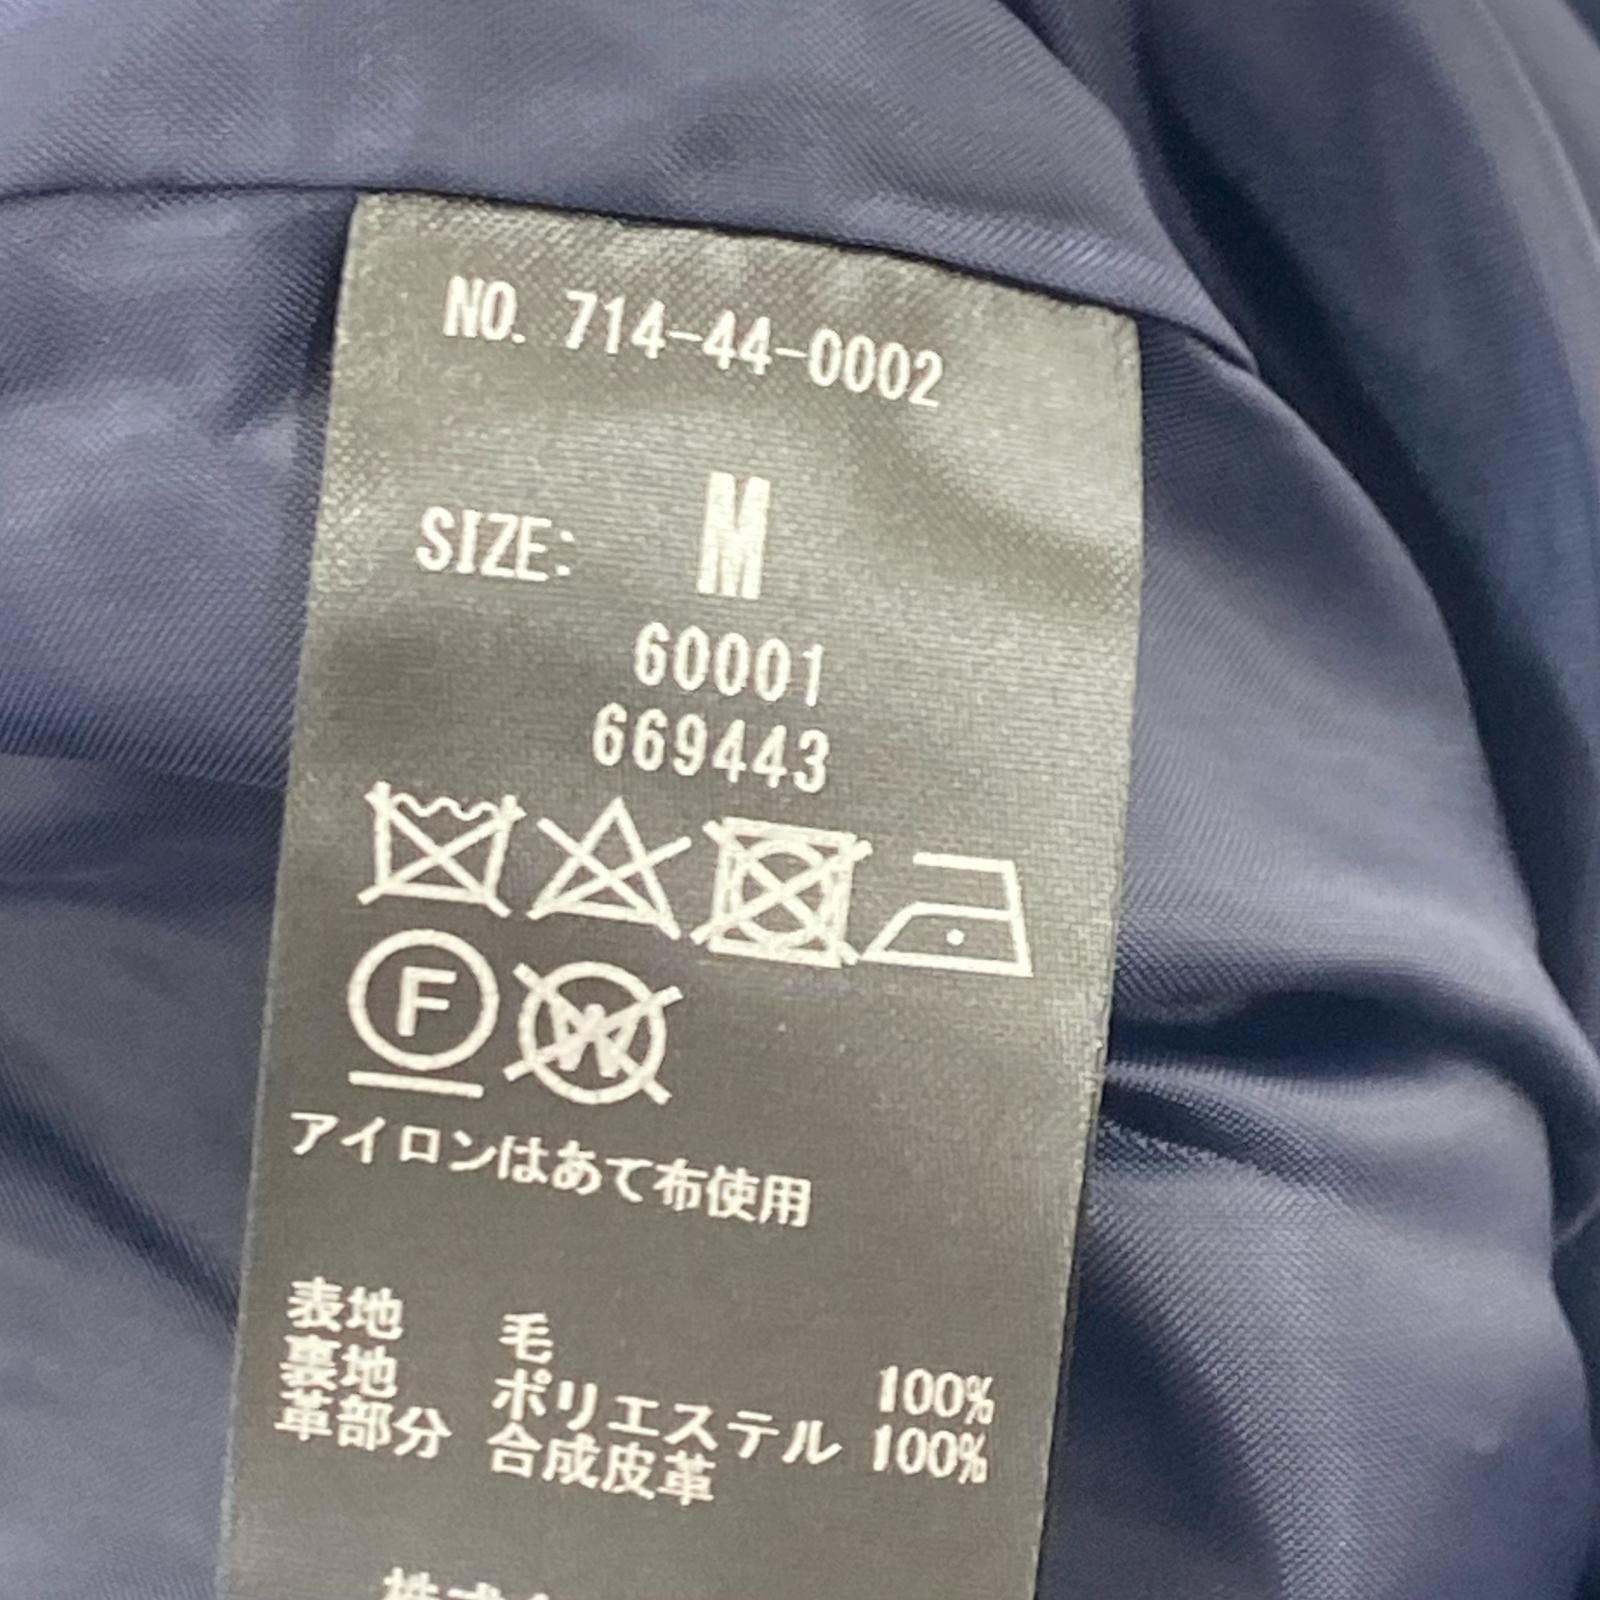 NO. 714-44-0002
SIZE: M
60001
669443
F W
アイロンはあて布使用
表地 毛 100%
裏地 ポリエステル 100%
革部分 合成皮革